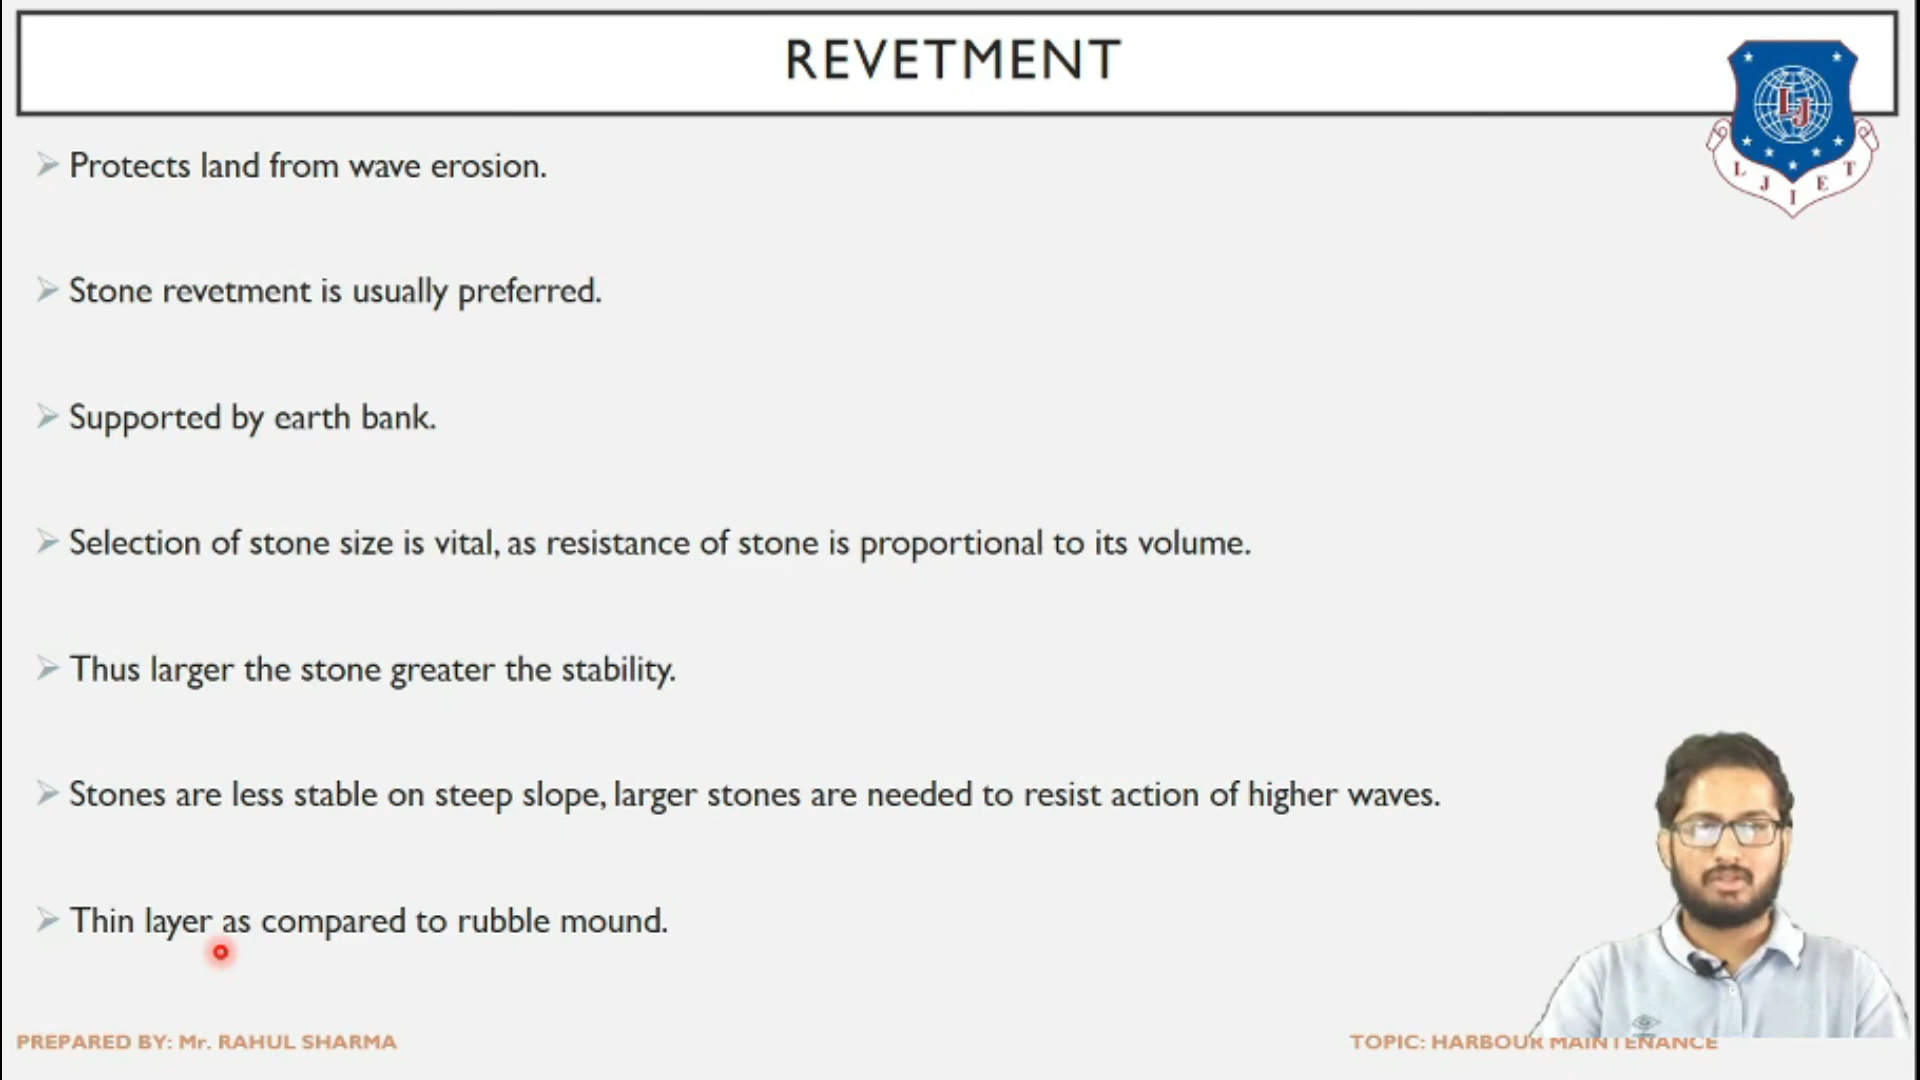 REVETMENT
LJ
L J I E T
Protects land from wave erosion.
Stone revetment is usually preferred.
Supported by earth bank.
Selection of stone size is vital, as resistance of stone is proportional to its volume.
Thus larger the stone greater the stability.
Stones are less stable on steep slope, larger stones are needed to resist action of higher waves.
Thin layer as compared to rubble mound.
PREPARED BY: Mr. RAHUL SHARMA
TOPIC: HARBOUR MAINTENANCE